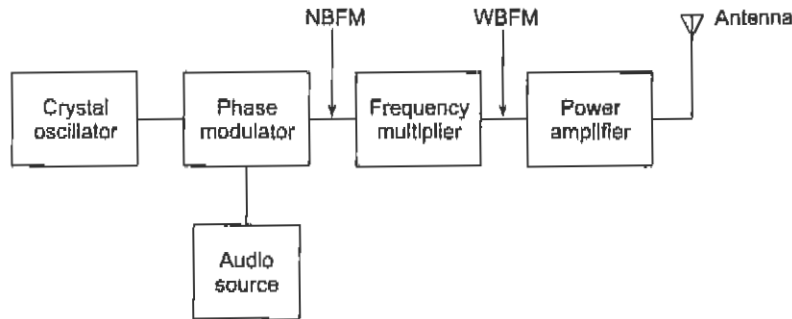 NBFM
WBFM
Antenna
Crystal
oscillator
Phase
modulator
Frequency
multiplier
Power
amplifier
Audio
source